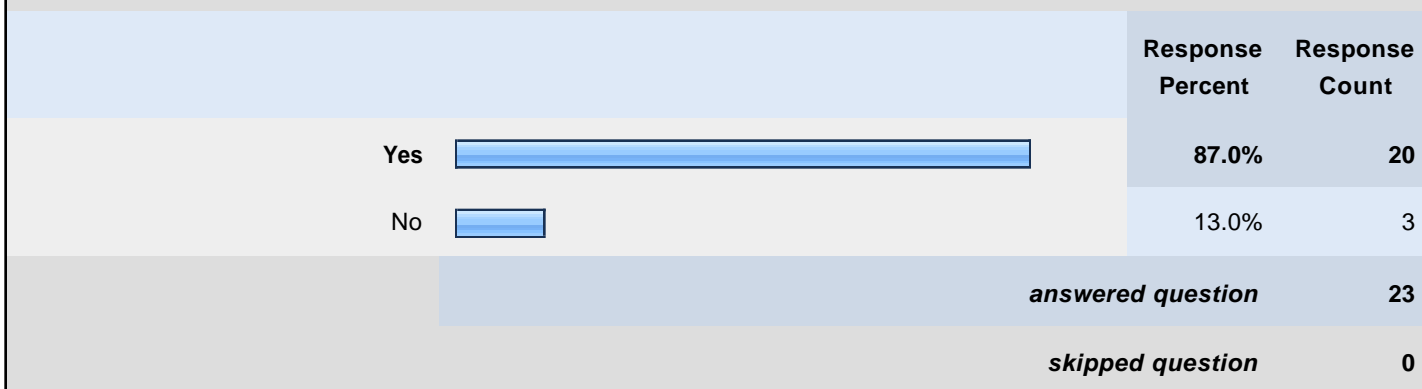 Response Percent Response Count
Yes 87.0% 20
No 13.0% 3
answered question 23
skipped question 0